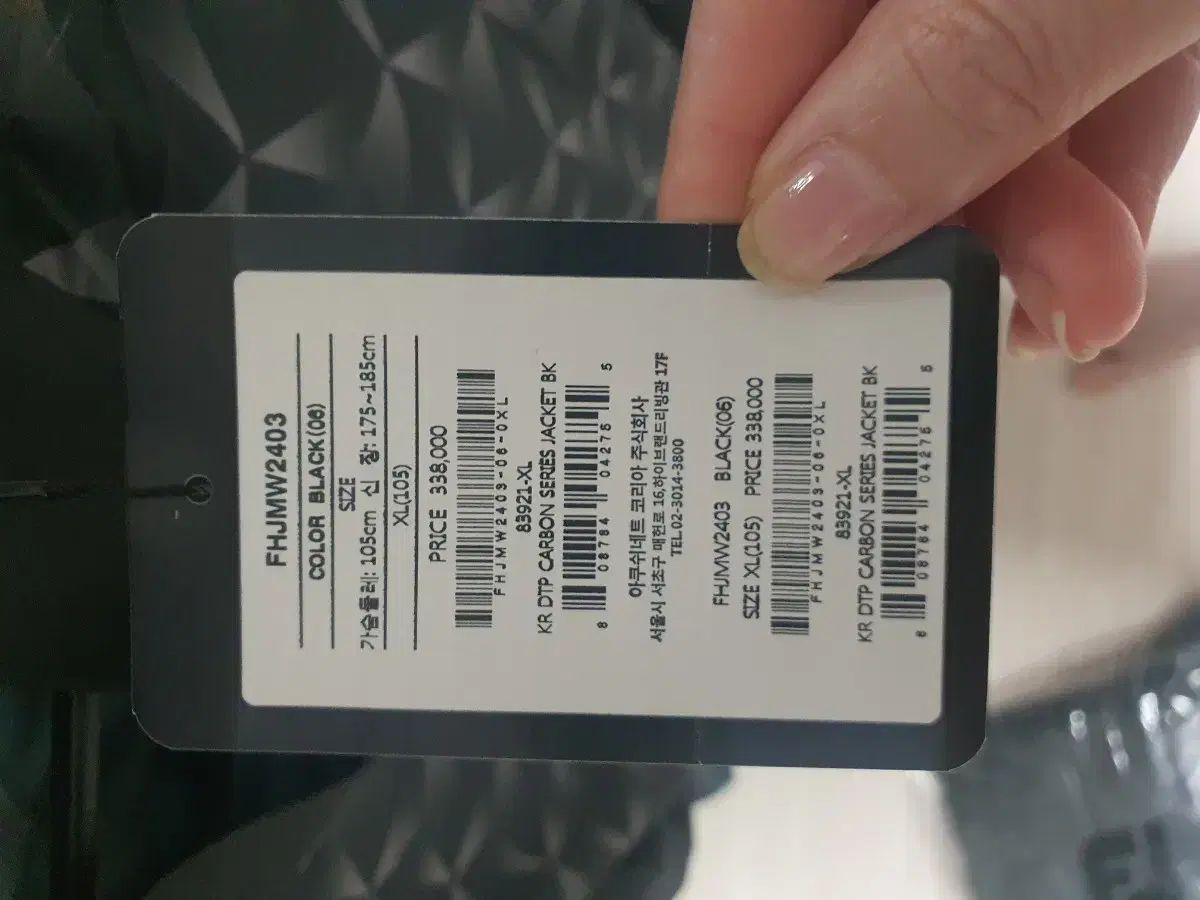 FHJMW2403
COLOR BLACK(06)
SIZE
가슴둘레: 105cm 신 장: 175~185cm
XL(105)
PRICE 338,000
FHJMW2403-06-0XL
83921-XL
KR DTP CARBON SERIES JACKET BK
8 08784 04275 5
아쿠쉬네트 코리아 주식회사
서울시 서초구 매헌로 16,하이브랜드리빙관 17F
TEL 02-3014-3800
FHJMW2403 BLACK(06)
SIZE XL(105) PRICE 338,000
FHJMW2403-06-0XL
83921-XL
KR DTP CARBON SERIES JACKET BK
8 08784 04275 5